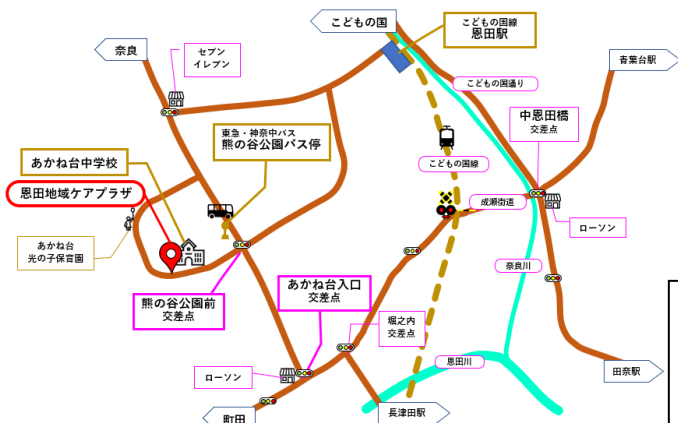 こどもの国
こどもの国線
恩田駅
奈良
セブン
イレブン
青葉台駅
こどもの国通り
中恩田橋
交差点
東急・神奈中バス
熊の谷公園バス停
あかね台中学校
こどもの国線
恩田地域ケアプラザ
成瀬街道
ローソン
あかね台
光の子保育園
奈良川
熊の谷公園前
交差点
あかね台入口
交差点
堀之内
交差点
恩田川
ローソン
田奈駅
町田
長津田駅